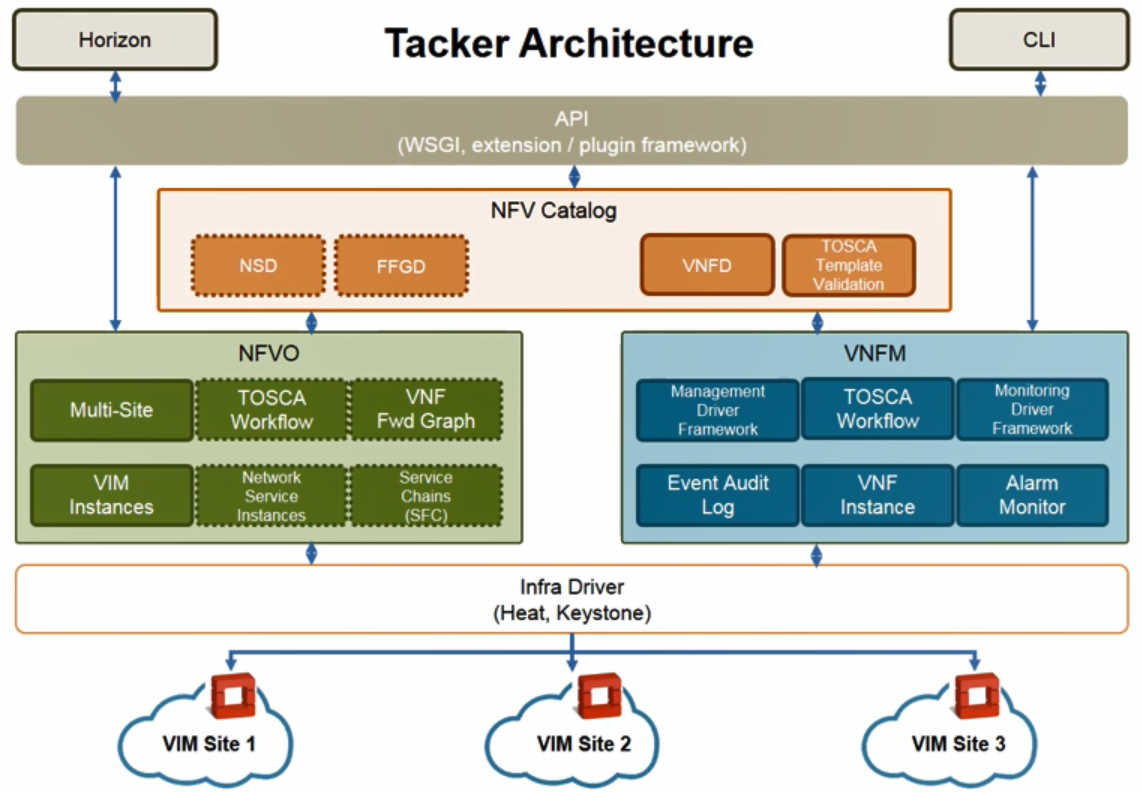 Horizon
Tacker Architecture
CLI
API
(WSGI, extension / plugin framework)
NFV Catalog
NSD
FFGD
VNFD
TOSCA
Template
Validation
NFVO
Multi-Site
TOSCA
Workflow
VNF
Fwd Graph
VIM
Instances
Network
Service
Instances
Service
Chains
(SFC)
VNFM
Management
Driver
Framework
TOSCA
Workflow
Monitoring
Driver
Framework
Event Audit
Log
VNF
Instance
Alarm
Monitor
Infra Driver
(Heat, Keystone)
VIM Site 1
VIM Site 2
VIM Site 3